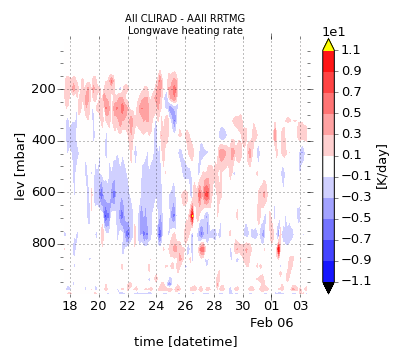 All CLIRAD - AAll RRTMG
Longwave heating rate
1e1
1.1
0.9
0.7
0.5
0.3
0.1
−0.1
−0.3
−0.5
−0.7
−0.9
−1.1
[K/day]
lev [mbar]
200
400
600
800
18 20 22 24 26 28 30 01 03
Feb 06
time [datetime]